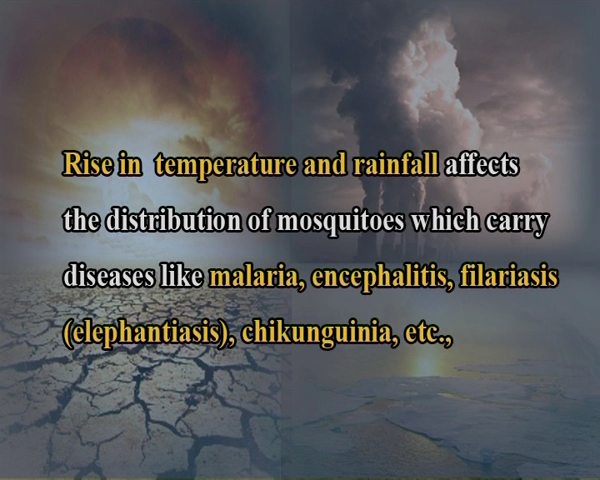 Rise in temperature and rainfall affects
the distribution of mosquitoes which carry
diseases like malaria, encephalitis, filariasis
(elephantiasis), chikunguinia, etc.,